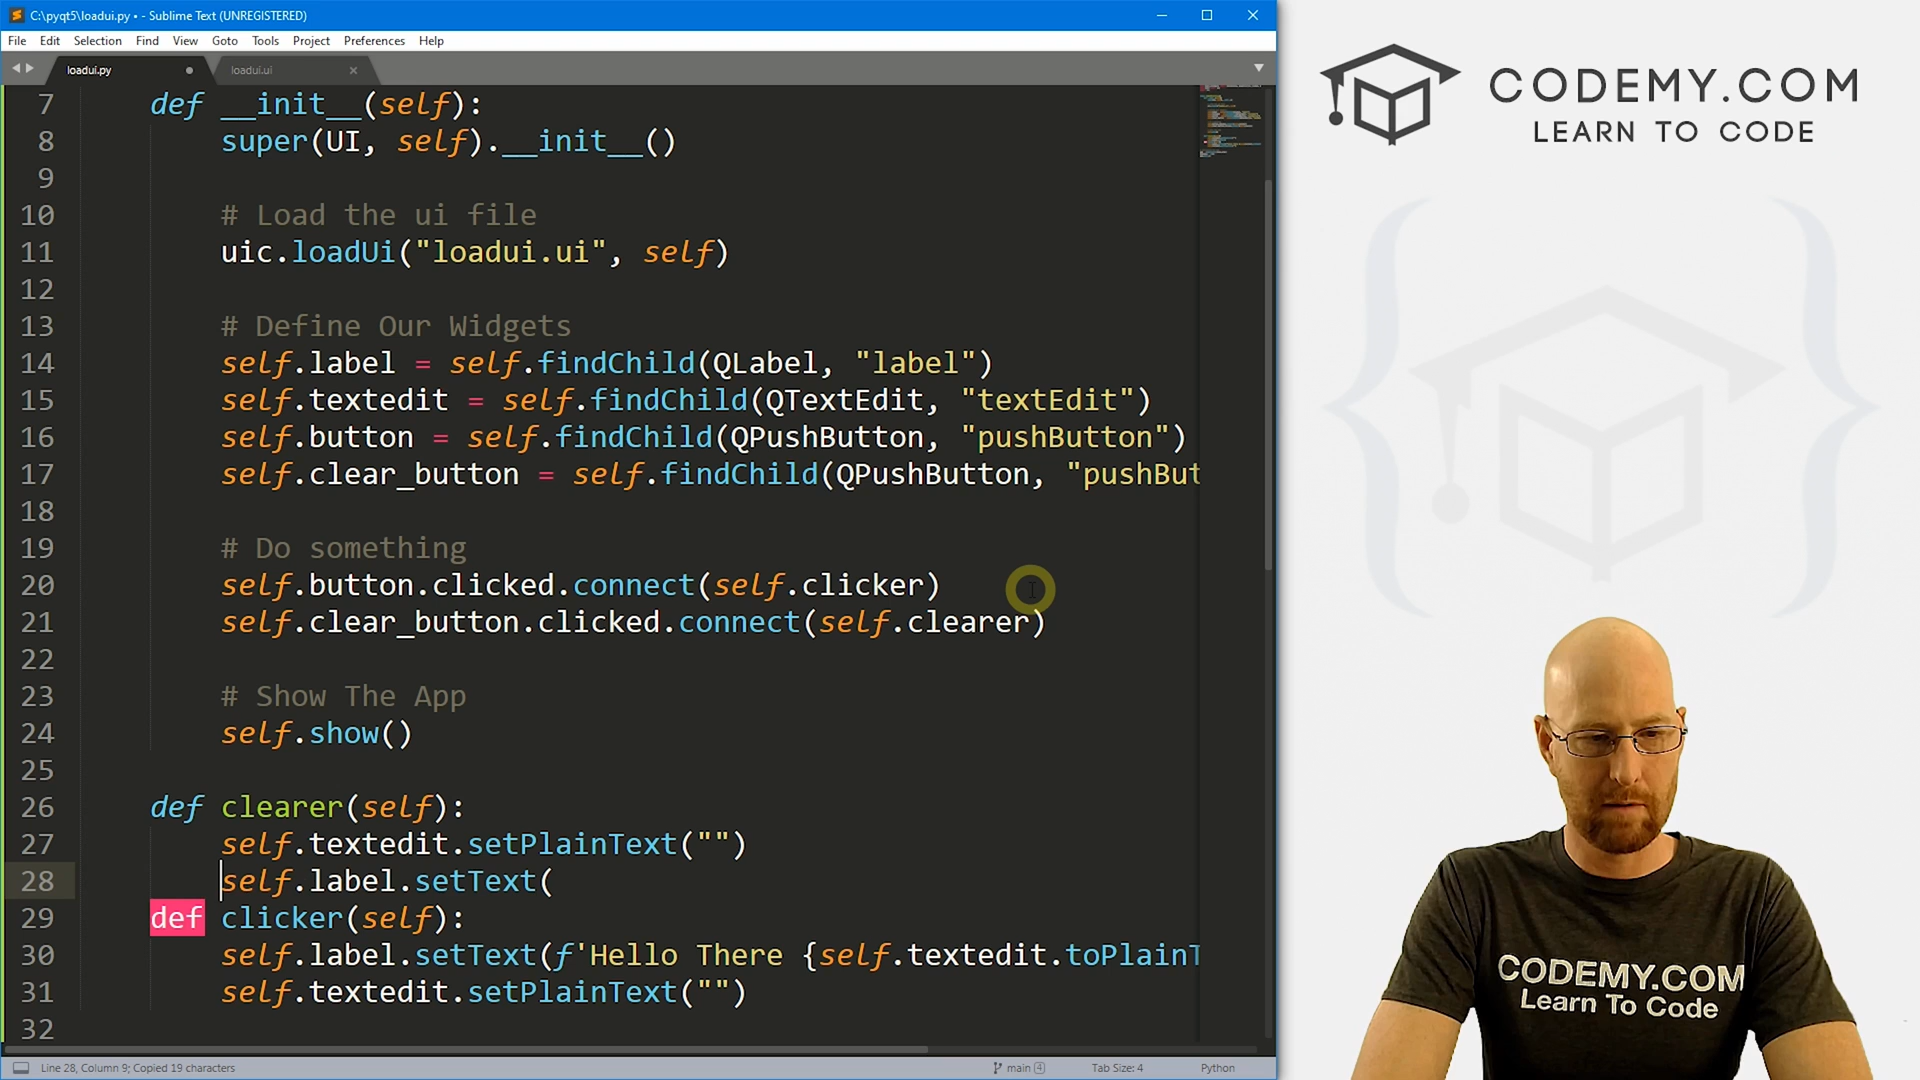 C:\pyqt5\loadui.py • - Sublime Text (UNREGISTERED)
File Edit Selection Find View Goto Tools Project Preferences Help
loadui.py loadui.ui
7 def __init__(self):
8 super(UI, self).__init__()
9
10 # Load the ui file
11 uic.loadUi("loadui.ui", self)
12
13 # Define Our Widgets
14 self.label = self.findChild(QLabel, "label")
15 self.textedit = self.findChild(QTextEdit, "textEdit")
16 self.button = self.findChild(QPushButton, "pushButton")
17 self.clear_button = self.findChild(QPushButton, "pushBut
18
19 # Do something
20 self.button.clicked.connect(self.clicker)
21 self.clear_button.clicked.connect(self.clearer)
22
23 # Show The App
24 self.show()
25
26 def clearer(self):
27 self.textedit.setPlainText("")
28 self.label.setText(
29 def clicker(self):
30 self.label.setText(f'Hello There {self.textedit.toPlainT
31 self.textedit.setPlainText("")
32
Line 28, Column 9; Copied 19 characters main 4 Tab Size: 4 Python
CODEMY.COM
LEARN TO CODE
CODEMY.COM
Learn To Code